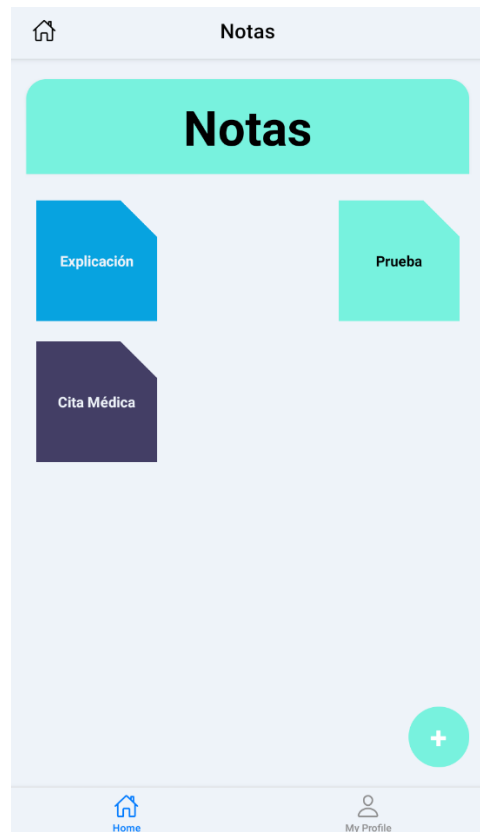 Notas
Notas
Explicación
Prueba
Cita Médica
+
Home
My Profile